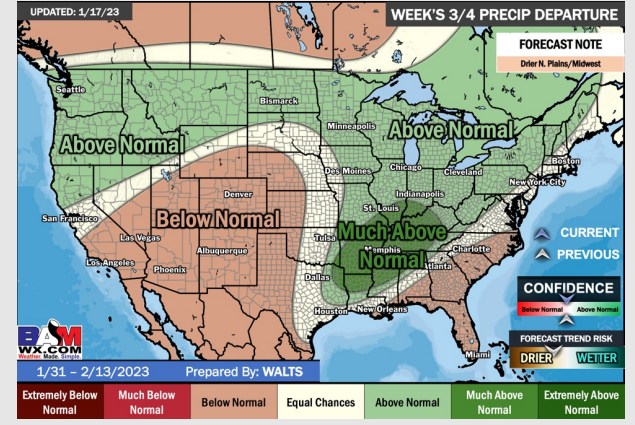 UPDATED: 1/17/23
WEEK'S 3/4 PRECIP DEPARTURE
FORECAST NOTE
Drier N. Plains/Midwest
Seattle
Bismarck
Minneapolis
Above Normal
Above Normal
Boston
Chicago
Cleveland
Des Moines
New York City
Indianapolis
Denver
St. Louis
San Francisco
Below Normal
Much Above
Normal
Las Vegas
Tulsa
Memphis
Charlotte
CURRENT
PREVIOUS
Albuquerque
Los Angeles
Phoenix
Atlanta
Dallas
Houston
New Orleans
CONFIDENCE
Below Normal
Above Normal
FORECAST TREND RISK
DRIER
WETTER
Miami
BAM
WX.COM
Weather. Made. Simple.
1/31 – 2/13/2023
Prepared By: WALTS
Extremely Below
Normal
Much Below
Normal
Below Normal
Equal Chances
Above Normal
Much Above
Normal
Extremely Above
Normal